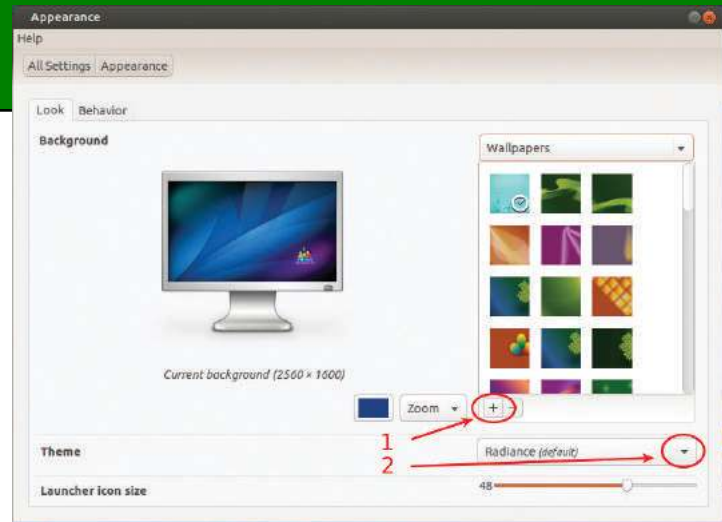 Appearance
Help
All Settings Appearance
Look Behavior
Background
Wallpapers
Current background (2560 × 1600)
Zoom
+ -
1
Theme
Radiance (default)
2
Launcher icon size
48